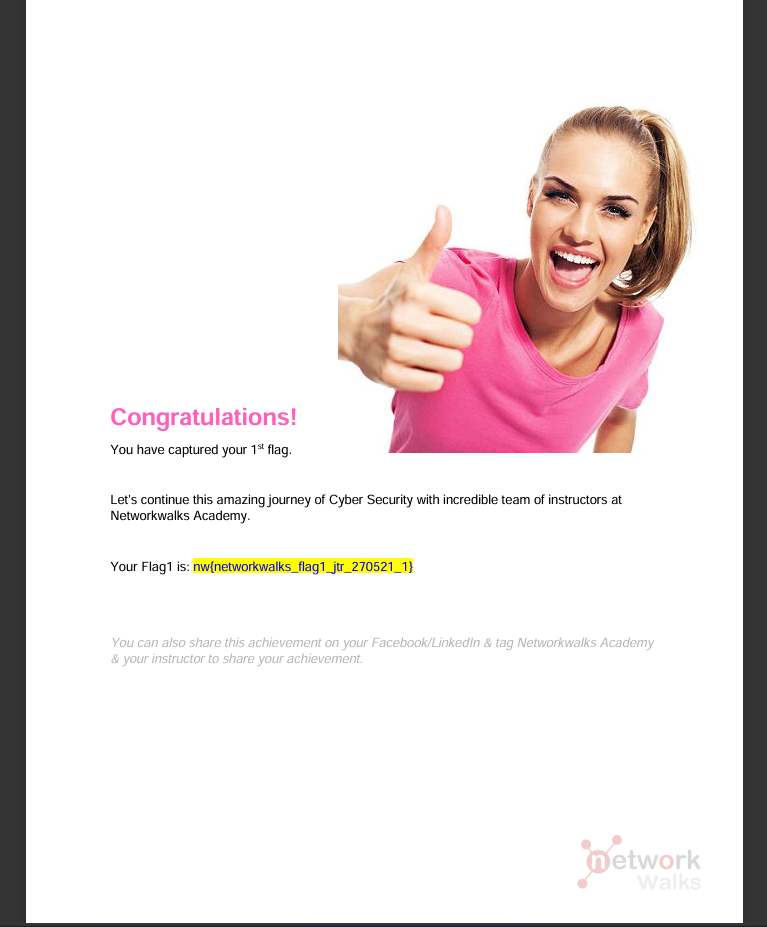 Congratulations!
You have captured your 1st flag.
Let's continue this amazing journey of Cyber Security with incredible team of instructors at
Networkwalks Academy.
Your Flag1 is: nw{networkwalks_flag1_jtr_270521_1}
You can also share this achievement on your Facebook/LinkedIn & tag Networkwalks Academy
& your instructor to share your achievement.
network
Walks